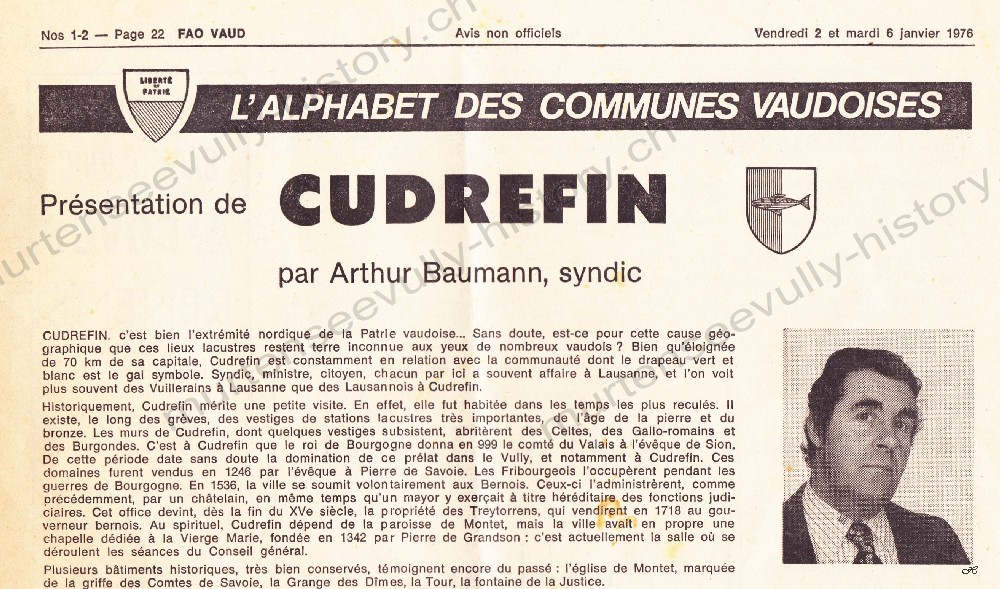 Nos 1-2 — Page 22 FAO VAUD
Avis non officiels
Vendredi 2 et mardi 6 janvier 1976
LIBERTÉ
ET
PATRIE
L'ALPHABET DES COMMUNES VAUDOISES
Présentation de CUDREFIN
par Arthur Baumann, syndic
CUDREFIN, c'est bien l'extrémité nordique de la Patrie vaudoise... Sans doute, est-ce pour cette cause géo-
graphique que ces lieux lacustres restent terre inconnue aux yeux de nombreux vaudois ? Bien qu'éloignée
de 70 km de sa capitale, Cudrefin est constamment en relation avec la communauté dont le drapeau vert et
blanc est le gai symbole. Syndic, ministre, citoyen, chacun par ici a souvent affaire à Lausanne, et l'on voit
plus souvent des Vuillerains à Lausanne que des Lausannois à Cudrefin.
Historiquement, Cudrefin mérite une petite visite. En effet, elle fut habitée dans les temps les plus reculés. Il
existe, le long des grèves, des vestiges de stations lacustres très importantes, de l'âge de la pierre et du
bronze. Les murs de Cudrefin, dont quelques vestiges subsistent, abritèrent des Celtes, des Gallo-romains et
des Burgondes. C'est à Cudrefin que le roi de Bourgogne donna en 999 le comté du Valais à l'évêque de Sion,
De cette période date sans doute la domination de ce prélat dans le Vully, et notamment à Cudrefin. Ces
domaines furent vendus en 1246 par l'évêque à Pierre de Savoie. Les Fribourgeois l'occupèrent pendant les
guerres de Bourgogne. En 1536, la ville se soumit volontairement aux Bernois. Ceux-ci l'administrèrent, comme
précédemment, par un châtelain, en même temps qu'un mayor y exerçait à titre héréditaire des fonctions judi-
ciaires. Cet office devint, dès la fin du XVe siècle, la propriété des Treytorrens, qui vendirent en 1718 au gou-
verneur bernois. Au spirituel, Cudrefin dépend de la paroisse de Montet, mais la ville avait en propre une
chapelle dédiée à la Vierge Marie, fondée en 1342 par Pierre de Grandson : c'est actuellement la salle où se
déroulent les séances du Conseil général.
Plusieurs bâtiments historiques, très bien conservés, témoignent encore du passé : l'église de Montet, marquée
de la griffe des Comtes de Savoie, la Grange des Dîmes, la Tour, la fontaine de la Justice.
murtenseevully-history.ch
murtenseevully-history.ch
murtenseevully-history.ch